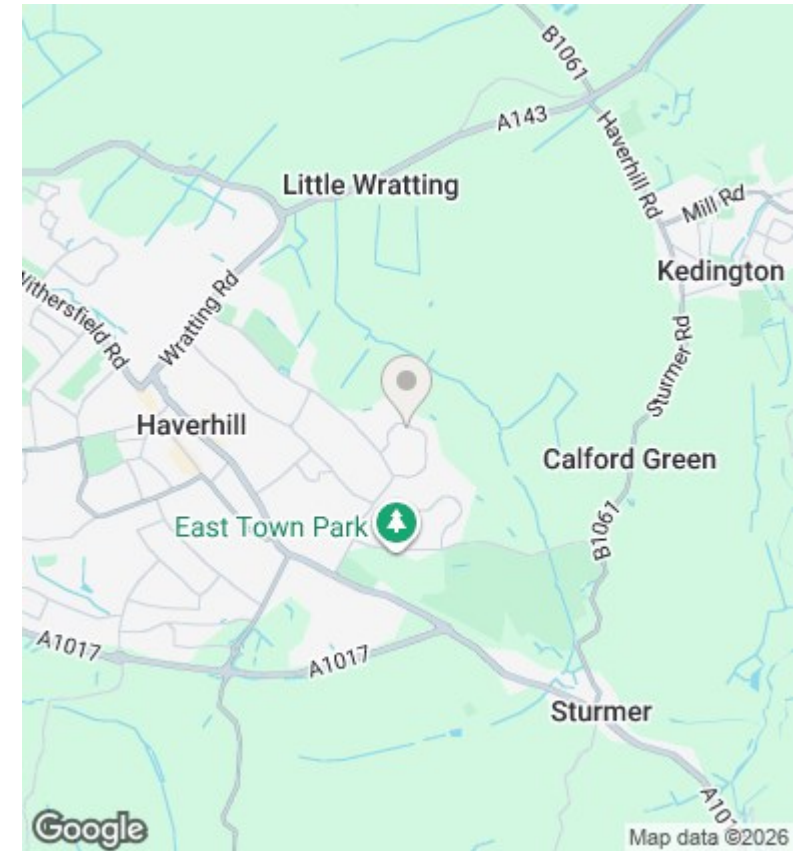 B1061
A143
Haverhill Rd
Little Wratting
Mill Rd
Kedington
Withersfield Rd
Wratting Rd
Sturmer Rd
Haverhill
Calford Green
East Town Park
B1061
A1017
A1017
Sturmer
Google
Map data ©2026